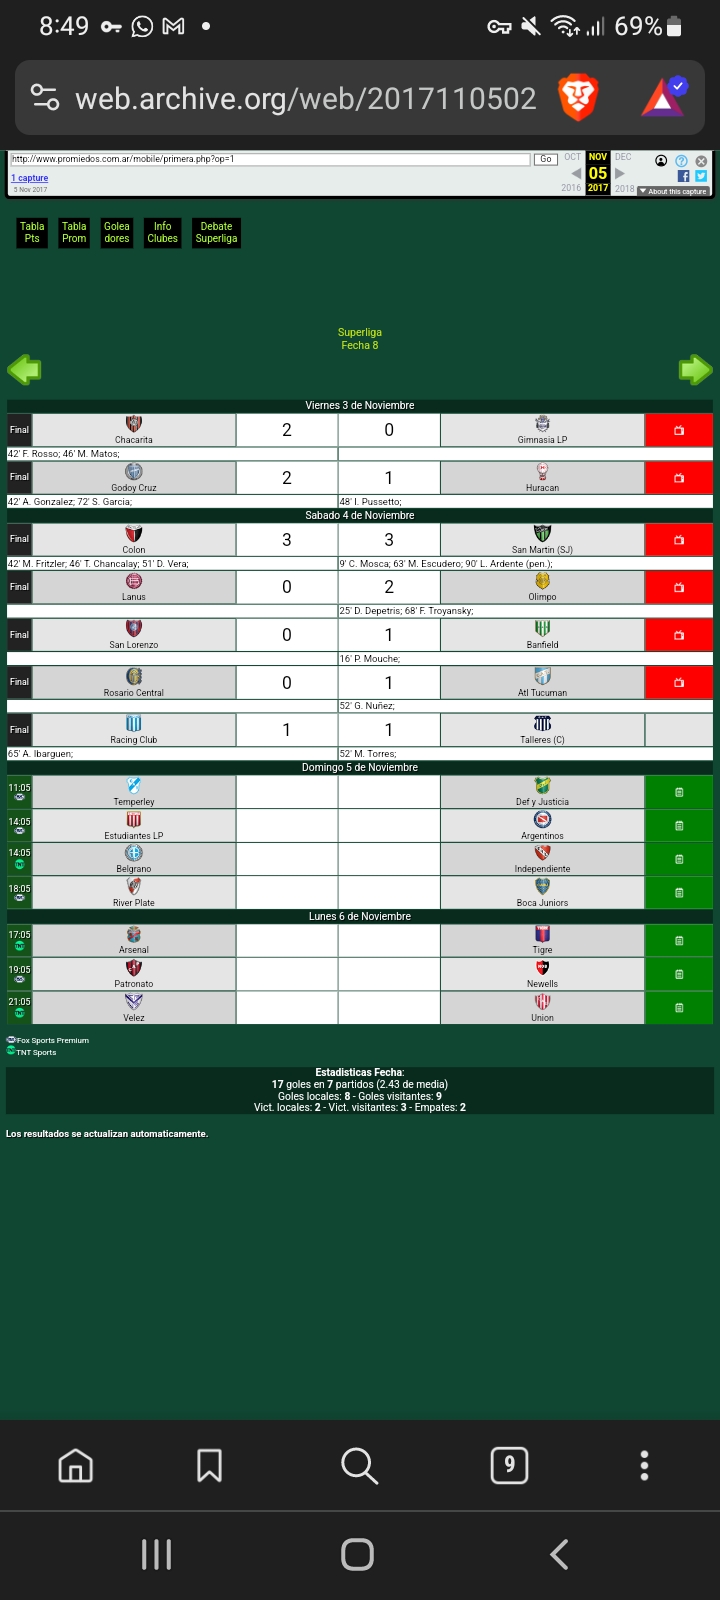 8:49
69%
web.archive.org/web/2017110502
http://www.promiedos.com.ar/mobile/primera.php?op=1
Go
OCT NOV DEC
1 capture
05
5 Nov 2017
2016 2017 2018
About this capture
Tabla Pts
Tabla Prom
Golea dores
Info Clubes
Debate Superliga
Superliga
Fecha 8
Viernes 3 de Noviembre
Final Chacarita 2 0 Gimnasia LP
42' F. Rosso; 46' M. Matos;
Final Godoy Cruz 2 1 Huracan
42' A. Gonzalez; 72' S. Garcia; 48' I. Pussetto;
Sabado 4 de Noviembre
Final Colon 3 3 San Martin (SJ)
42' M. Fritzler; 46' T. Chancalay; 51' D. Vera; 9' C. Mosca; 63' M. Escudero; 90' L. Ardente (pen.);
Final Lanus 0 2 Olimpo
25' D. Depetris; 68' F. Troyansky;
Final San Lorenzo 0 1 Banfield
16' P. Mouche;
Final Rosario Central 0 1 Atl Tucuman
52' G. Nuñez;
Final Racing Club 1 1 Talleres (C)
65' A. Ibarguen; 52' M. Torres;
Domingo 5 de Noviembre
11:05 Temperley Def y Justicia
14:05 Estudiantes LP Argentinos
14:05 Belgrano Independiente
18:05 River Plate Boca Juniors
Lunes 6 de Noviembre
17:05 Arsenal Tigre
19:05 Patronato Newells
21:05 Velez Union
Fox Sports Premium
TNT Sports
Estadisticas Fecha:
17 goles en 7 partidos (2.43 de media)
Goles locales: 8 - Goles visitantes: 9
Vict. locales: 2 - Vict. visitantes: 3 - Empates: 2
Los resultados se actualizan automaticamente.
9